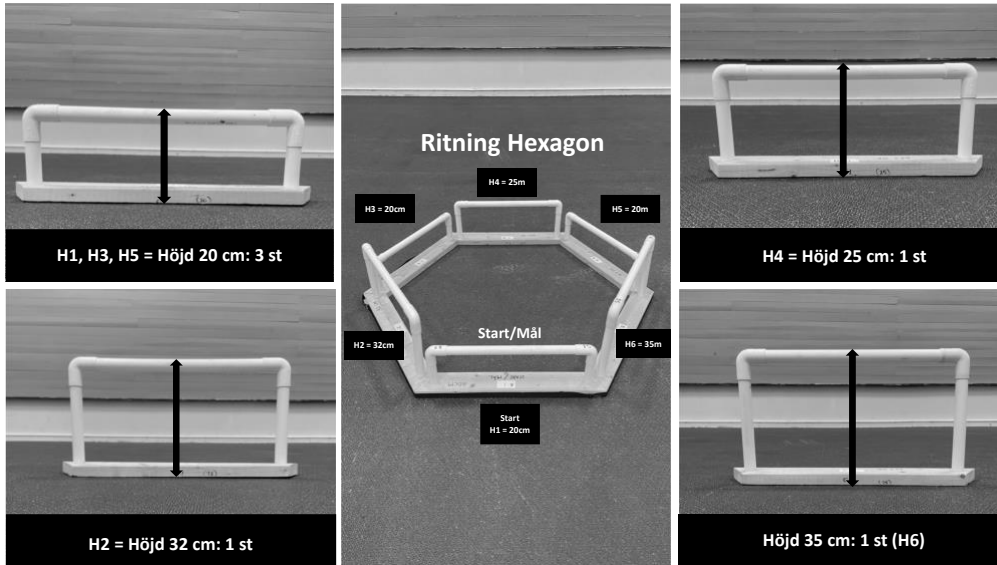 Ritning Hexagon
H4 = 25m
H3 = 20cm
H5 = 20m
Start/Mål
H2 = 32cm
H6 = 35m
Start
H1 = 20cm
H1, H3, H5 = Höjd 20 cm: 3 st
H4 = Höjd 25 cm: 1 st
H2 = Höjd 32 cm: 1 st
Höjd 35 cm: 1 st (H6)